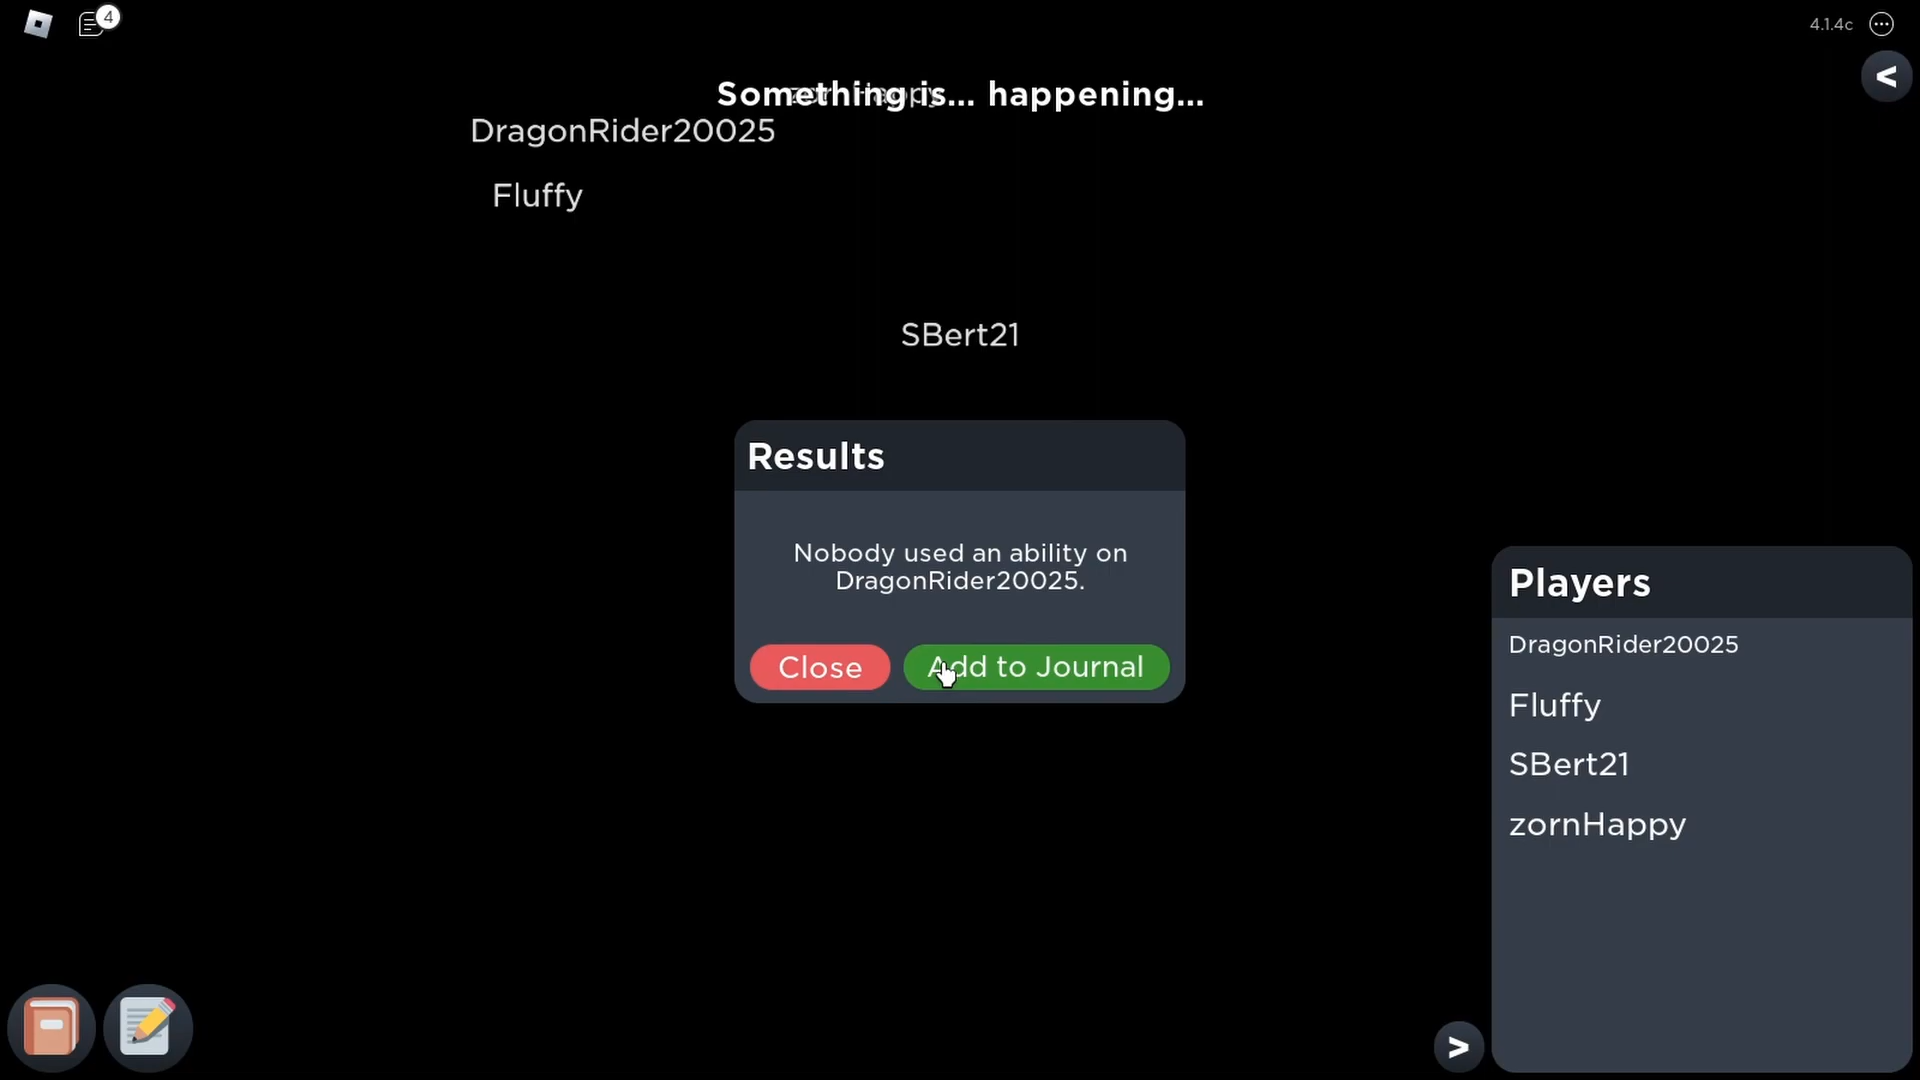 4
4.1.4c
<
Something is... happening...
zornHappy
DragonRider20025
Fluffy
SBert21
Results
Nobody used an ability on
DragonRider20025.
Close
Add to Journal
Players
DragonRider20025
Fluffy
SBert21
zornHappy
>